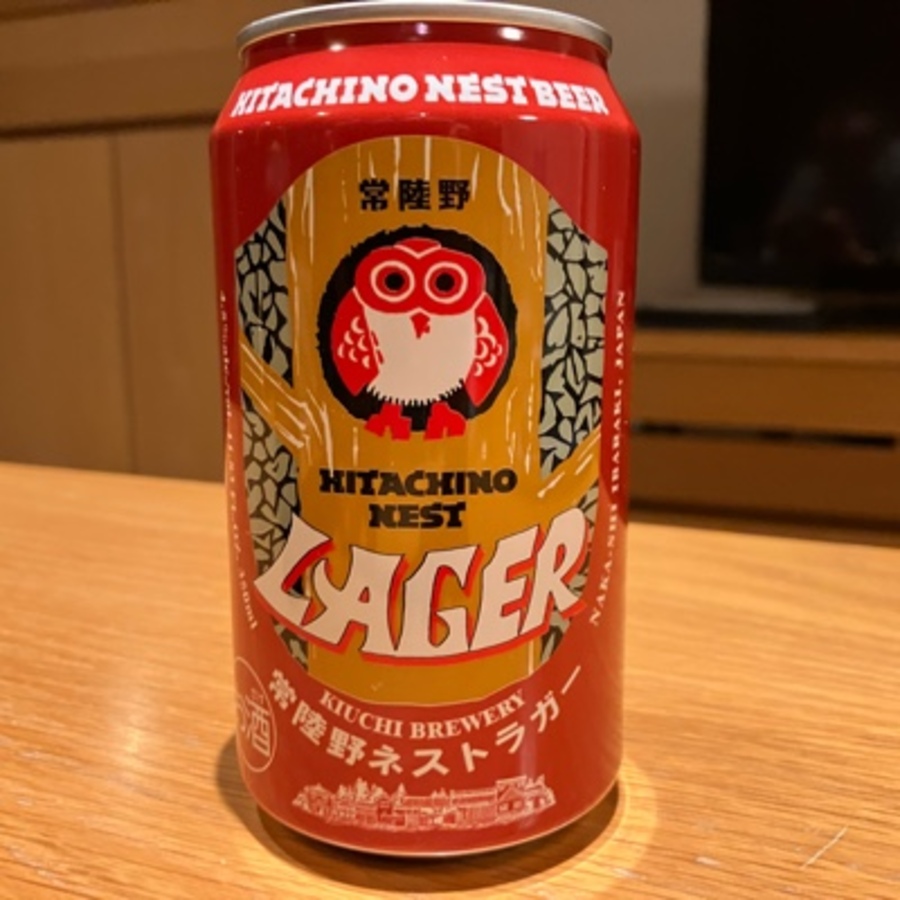 HITACHINO NEST BEER
常陸野
HITACHINO
NEST
LAGER
KIUCHI BREWERY
常陸野ネストラガー
NAKA-SHI IBARAKI, JAPAN
350ml
お酒